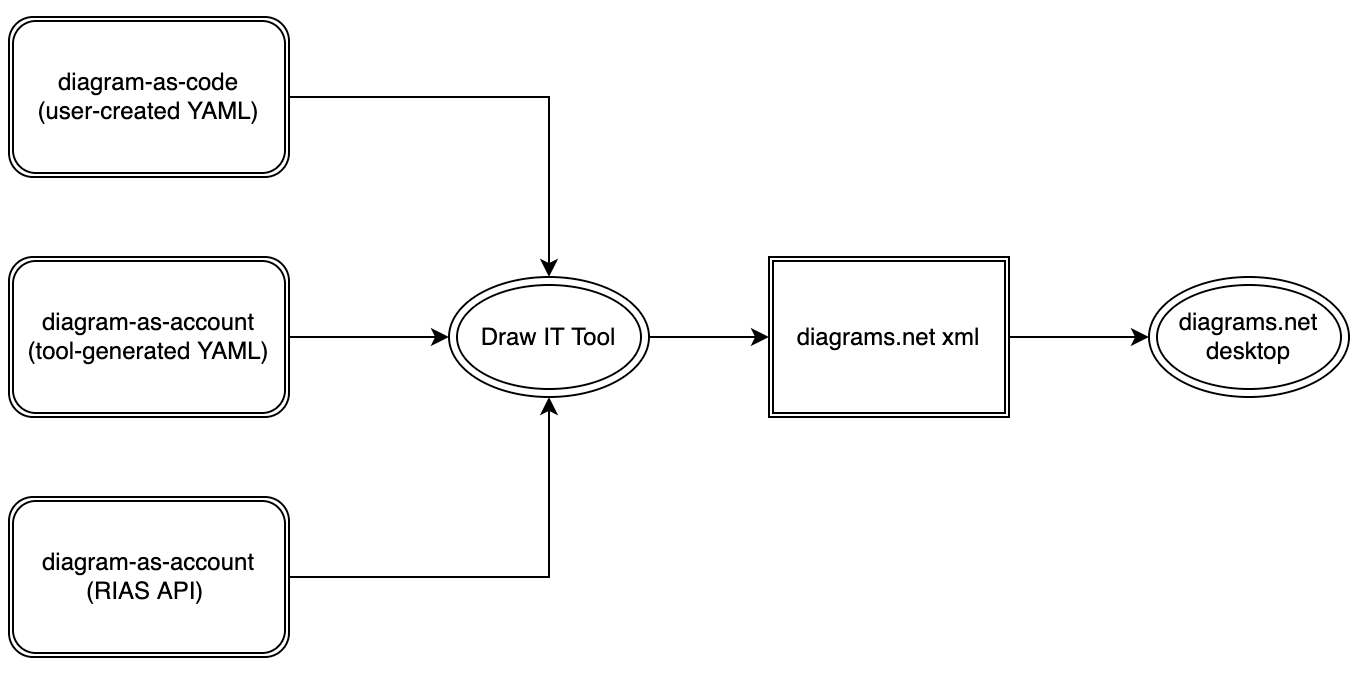 diagram-as-code
(user-created YAML)
diagram-as-account
(tool-generated YAML)
Draw IT Tool
diagrams.net xml
diagrams.net
desktop
diagram-as-account
(RIAS API)